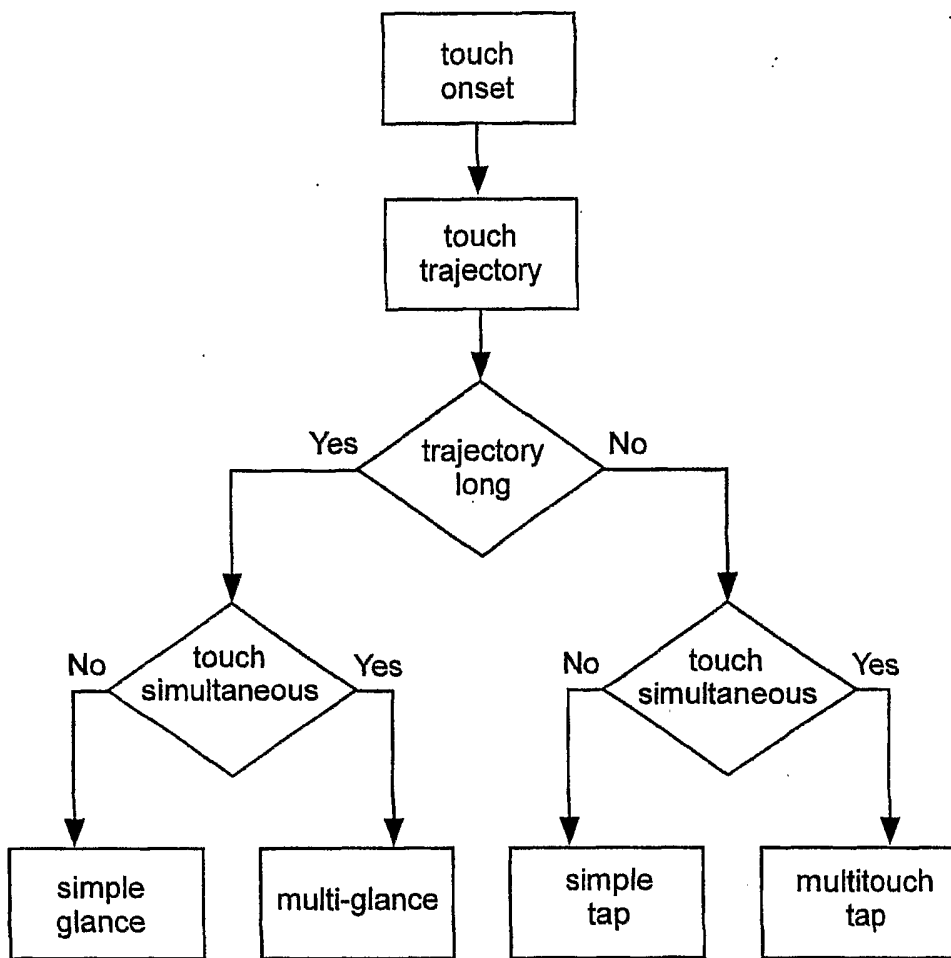 touch
onset
touch
trajectory
Yes
trajectory
long
No
No
touch
simultaneous
Yes
No
touch
simultaneous
Yes
simple
glance
multi-glance
simple
tap
multitouch
tap